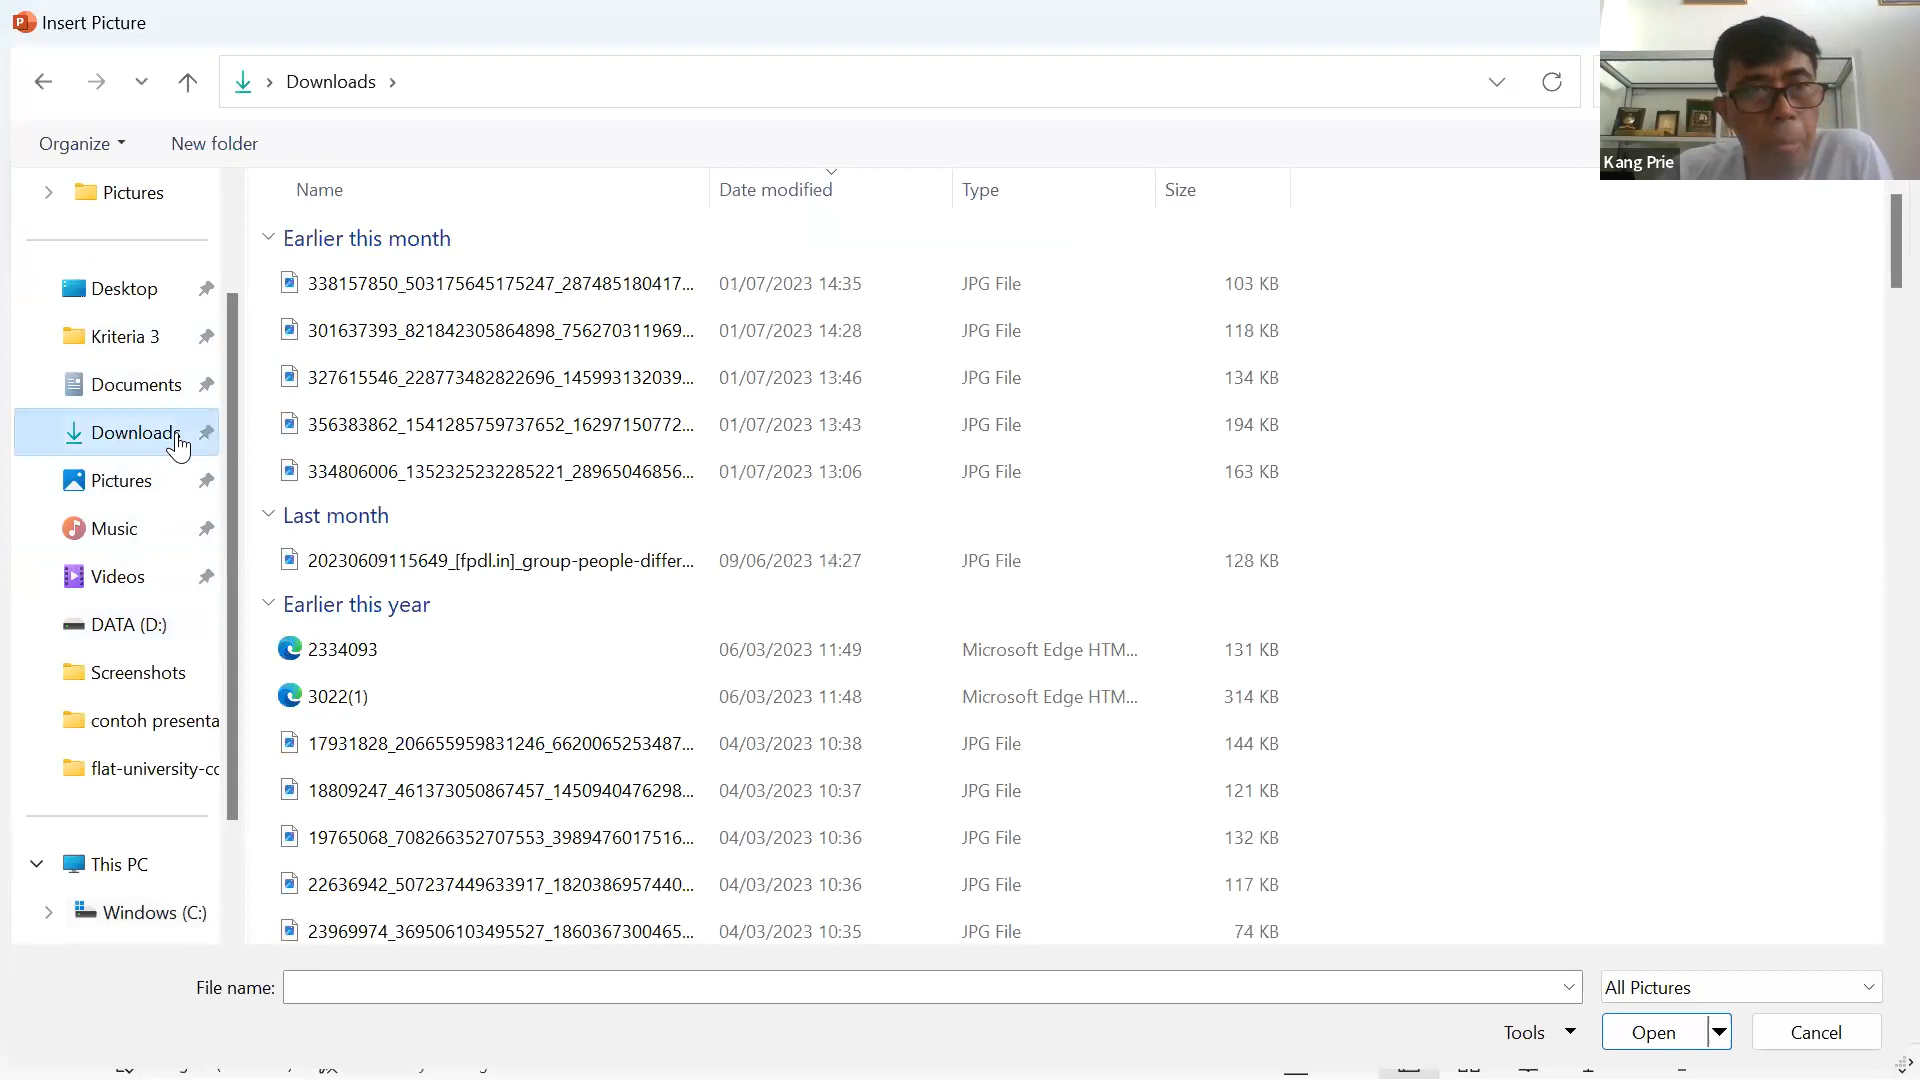 Insert Picture
Downloads
Kang Prie
Organize
New folder
Pictures
Desktop
Kriteria 3
Documents
Downloads
Pictures
Music
Videos
DATA (D:)
Screenshots
contoh presenta
flat-university-co
This PC
Windows (C:)
Name Date modified Type Size
Earlier this month
338157850_503175645175247_287485180417... 01/07/2023 14:35 JPG File 103 KB
301637393_821842305864898_756270311969... 01/07/2023 14:28 JPG File 118 KB
327615546_228773482822696_145993132039... 01/07/2023 13:46 JPG File 134 KB
356383862_1541285759737652_16297150772... 01/07/2023 13:43 JPG File 194 KB
334806006_1352325232285221_28965046856... 01/07/2023 13:06 JPG File 163 KB
Last month
20230609115649_[fpdl.in]_group-people-differ... 09/06/2023 14:27 JPG File 128 KB
Earlier this year
2334093 06/03/2023 11:49 Microsoft Edge HTM... 131 KB
3022(1) 06/03/2023 11:48 Microsoft Edge HTM... 314 KB
17931828_206655959831246_6620065253487... 04/03/2023 10:38 JPG File 144 KB
18809247_461373050867457_1450940476298... 04/03/2023 10:37 JPG File 121 KB
19765068_708266352707553_3989476017516... 04/03/2023 10:36 JPG File 132 KB
22636942_507237449633917_1820386957440... 04/03/2023 10:36 JPG File 117 KB
23969974_369506103495527_1860367300465... 04/03/2023 10:35 JPG File 74 KB
File name:
All Pictures
Tools
Open
Cancel